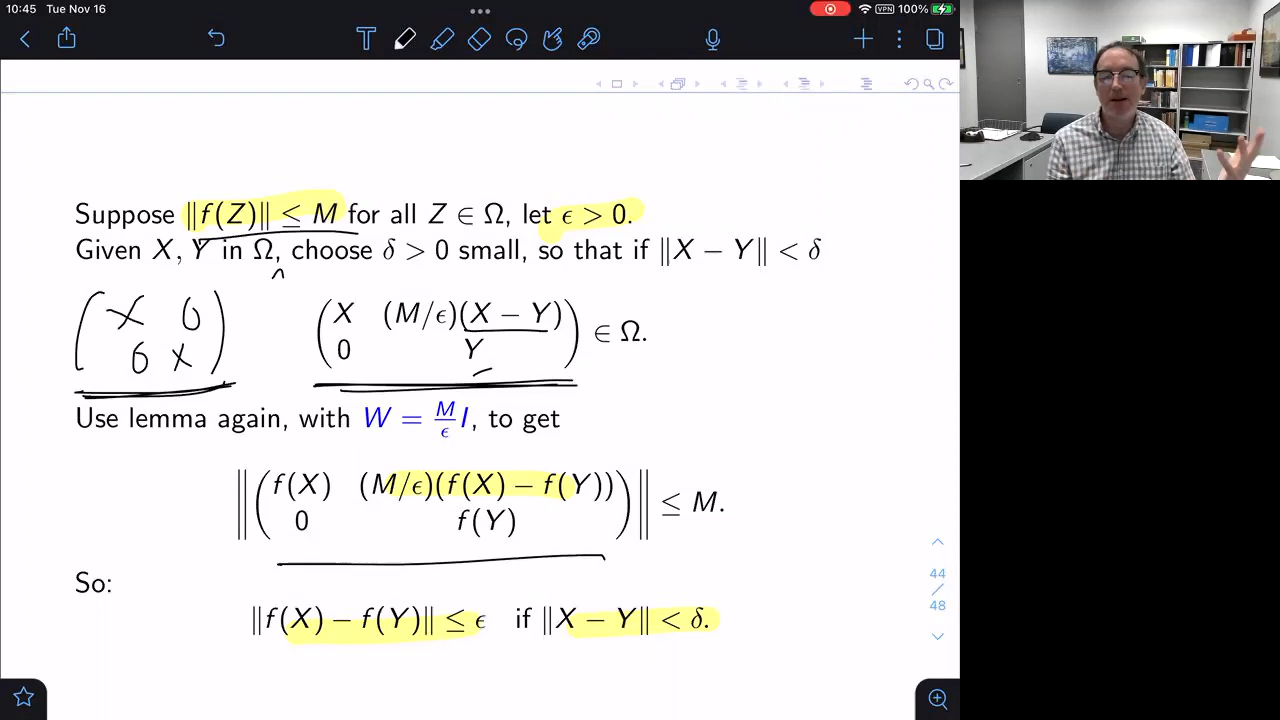 10:45 Tue Nov 16
VPN 100%
Suppose ‖f(Z)‖ ≤ M for all Z ∈ Ω, let ϵ > 0.
Given X, Y in Ω, choose δ > 0 small, so that if ‖X − Y‖ < δ
X 0
0 X
( X (M/ϵ)(X − Y)
0 Y ) ∈ Ω.
Use lemma again, with W = M/ϵ I, to get
‖( f(X) (M/ϵ)(f(X) − f(Y))
0 f(Y) )‖ ≤ M.
So:
‖f(X) − f(Y)‖ ≤ ϵ if ‖X − Y‖ < δ.
44
/
48